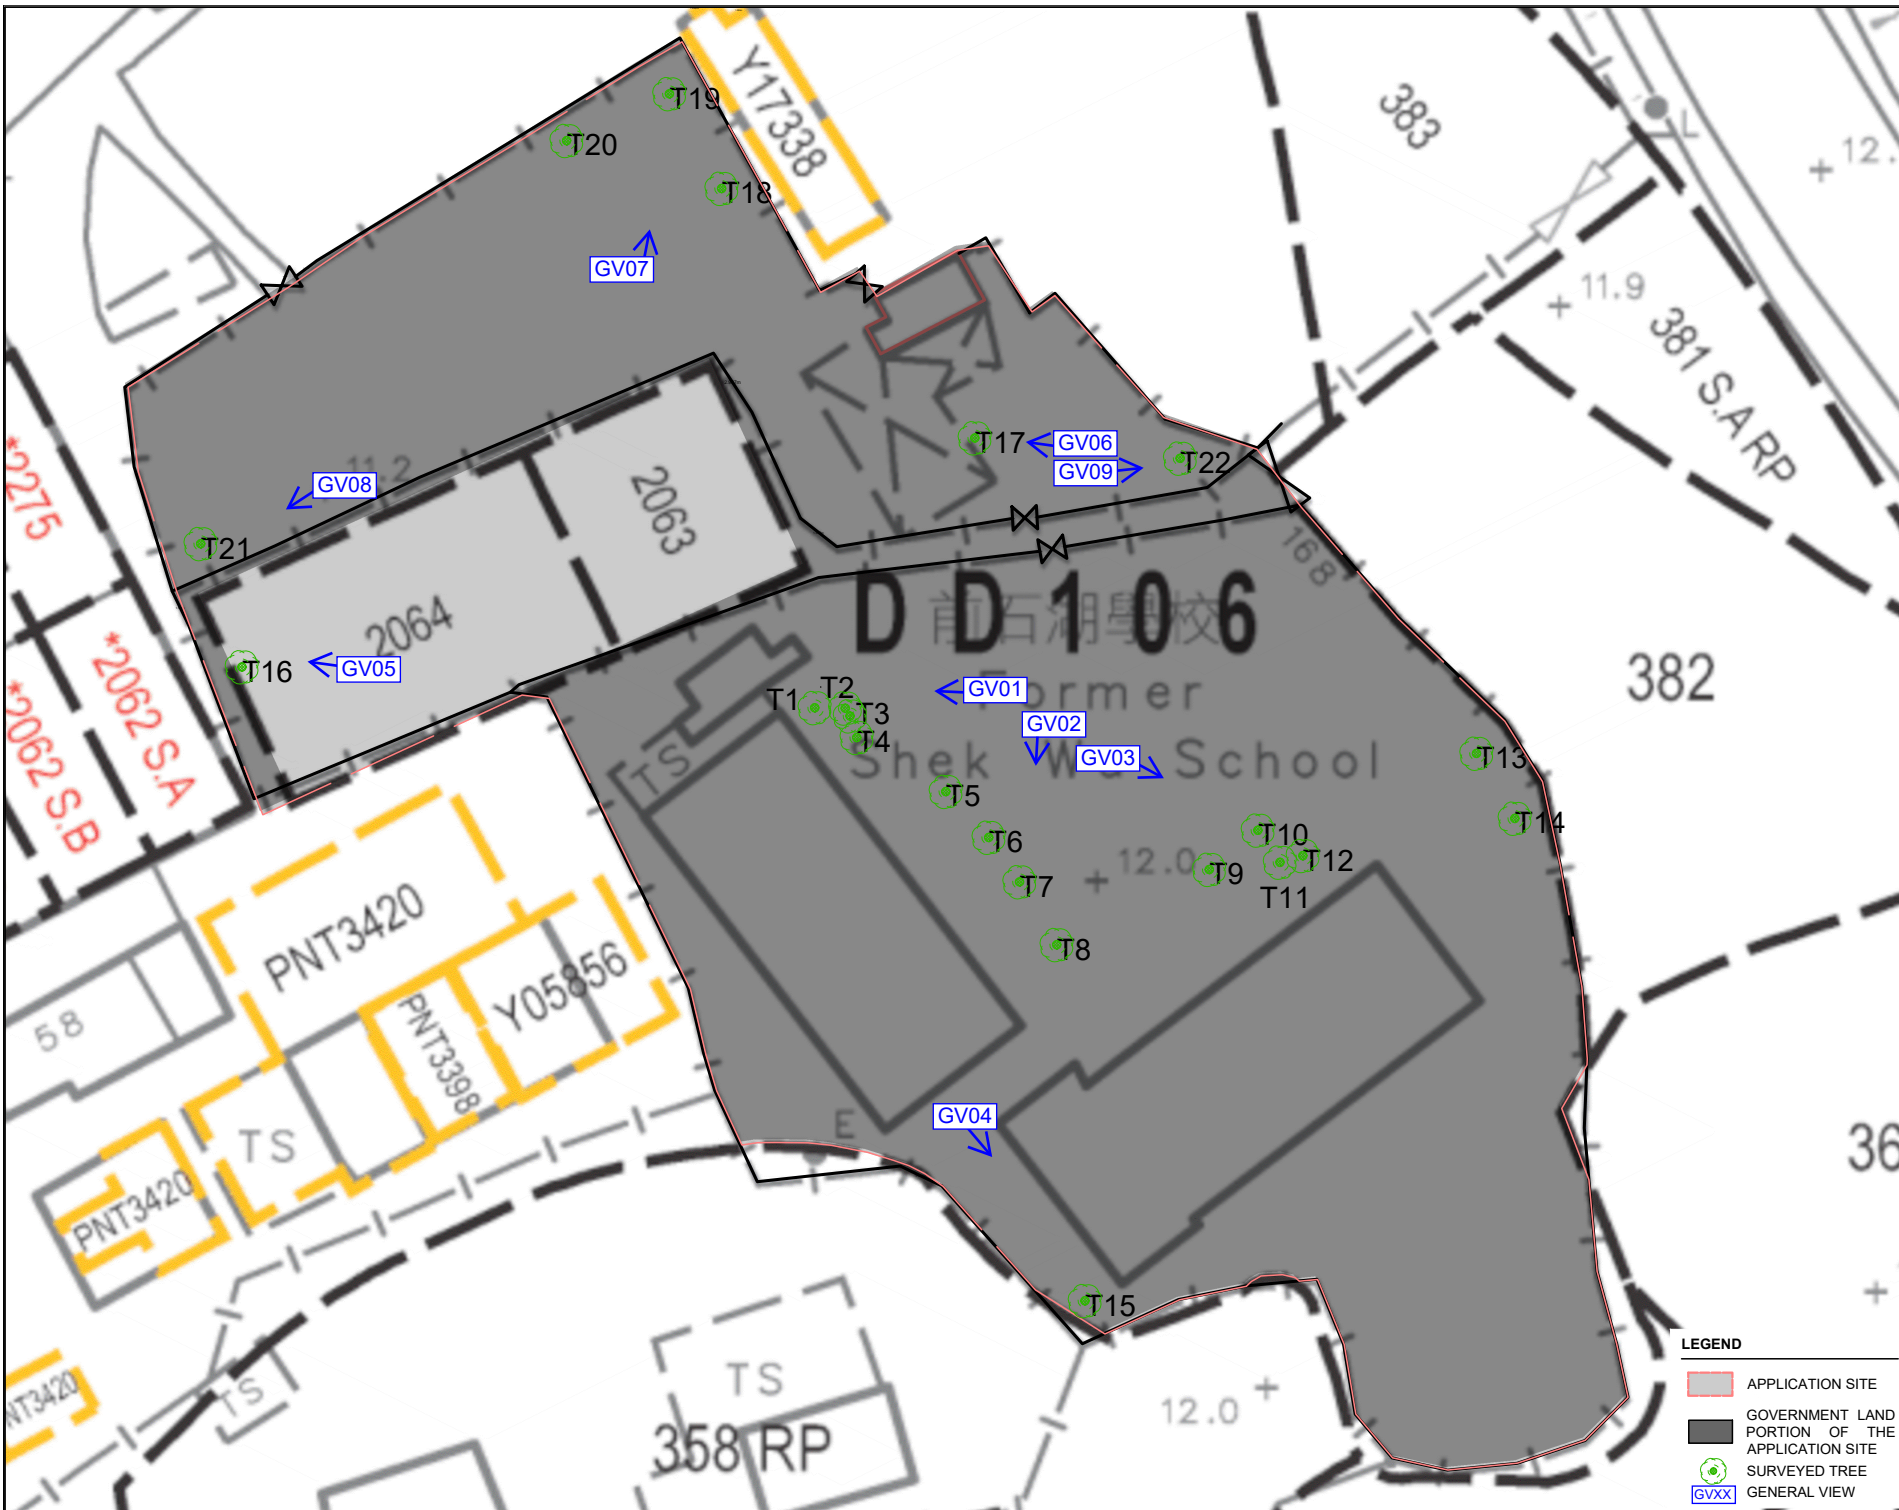 Y17338
T19
T20
T18
GV07
383
L
12.
11.9
381 S.A RP
*2275
11.2
GV08
T17
GV06
GV09
T22
T21
2063
2064
168
DD106
前石湖學校
Former
Shek Wu School
T16
GV05
*2062 S.A
*2062 S.B
T1
T2
T3
T4
GV01
GV02
GV03
TS
382
T13
T14
T5
T6
T7
T8
12.0
T9
T10
T11
T12
PNT3420
Y05856
PNT3398
58
TS
PNT3420
E
GV04
36
T15
TS
358 RP
12.0
NT3420
TS
LEGEND
APPLICATION SITE
GOVERNMENT LAND
PORTION OF THE
APPLICATION SITE
SURVEYED TREE
GVXX
GENERAL VIEW